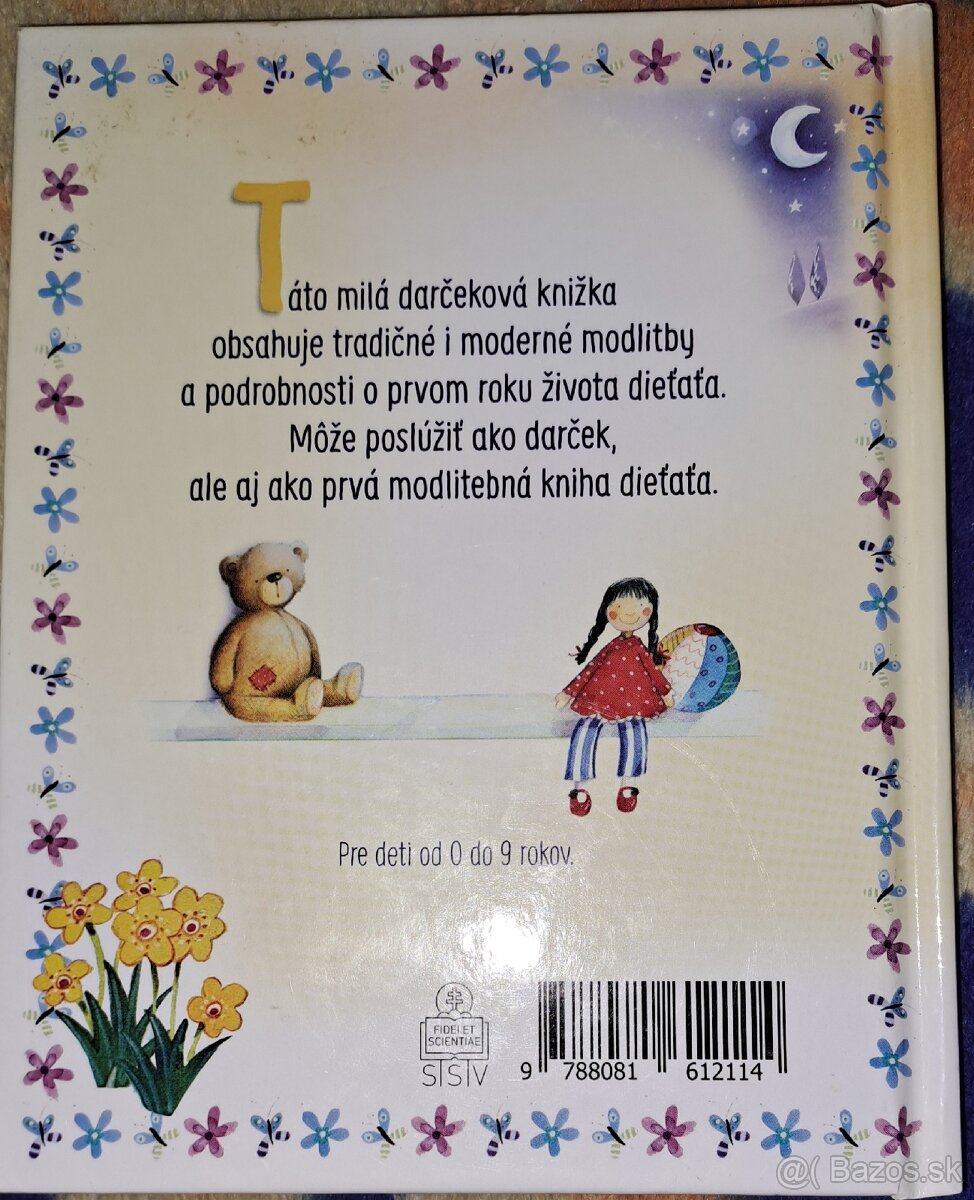 Táto milá darčeková knižka
obsahuje tradičné i moderné modlitby
a podrobnosti o prvom roku života dieťaťa.
Môže poslúžiť ako darček,
ale aj ako prvá modlitebná kniha dieťaťa.
Pre deti od 0 do 9 rokov.
FIDEI ET
SCIENTIAE
SSV
9 788081 612114
@( Bazos.sk